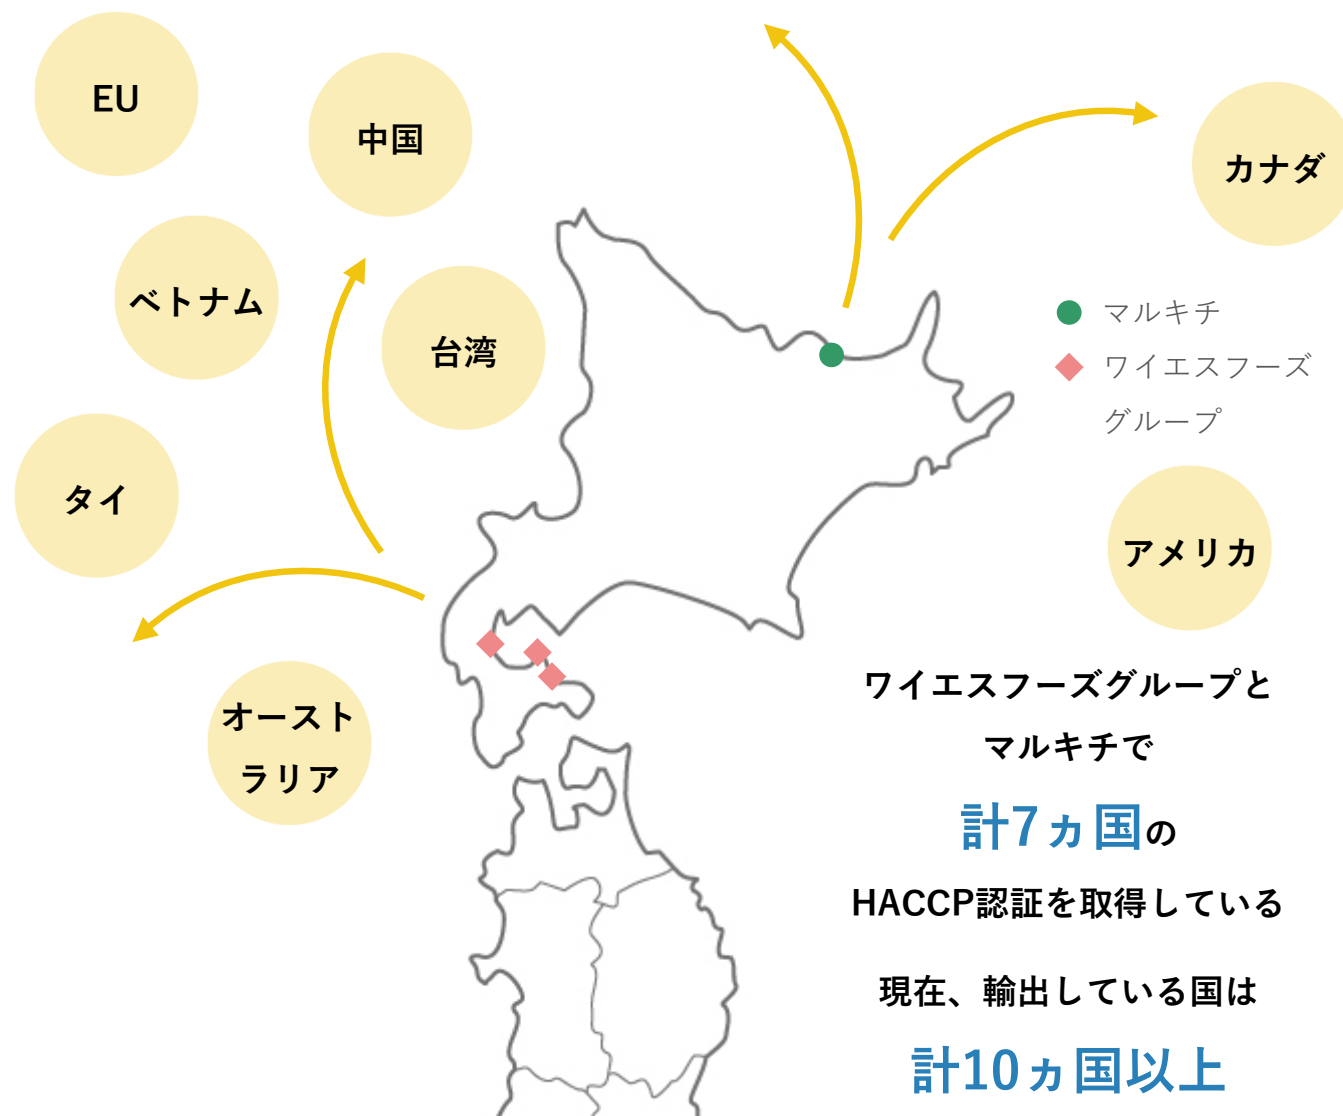 EU
中国
カナダ
ベトナム
台湾
マルキチ
ワイエスフーズ
グループ
タイ
アメリカ
オースト
ラリア
ワイエスフーズグループと
マルキチで
計7ヵ国の
HACCP認証を取得している
現在、輸出している国は
計10ヵ国以上